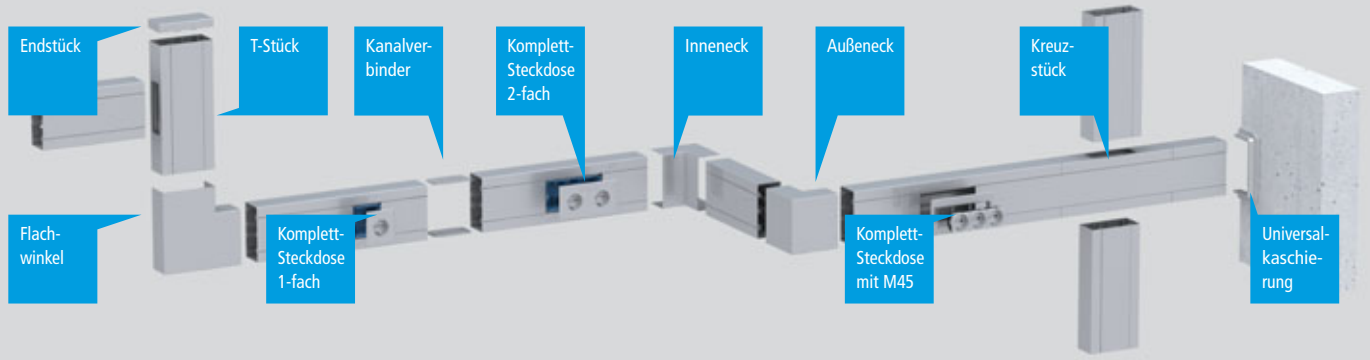 Endstück
T-Stück
Kanalver-
binder
Komplett-
Steckdose
2-fach
Inneneck
Außeneck
Kreuz-
stück
Flach-
winkel
Komplett-
Steckdose
1-fach
Komplett-
Steckdose
mit M45
Universal-
kaschie-
rung